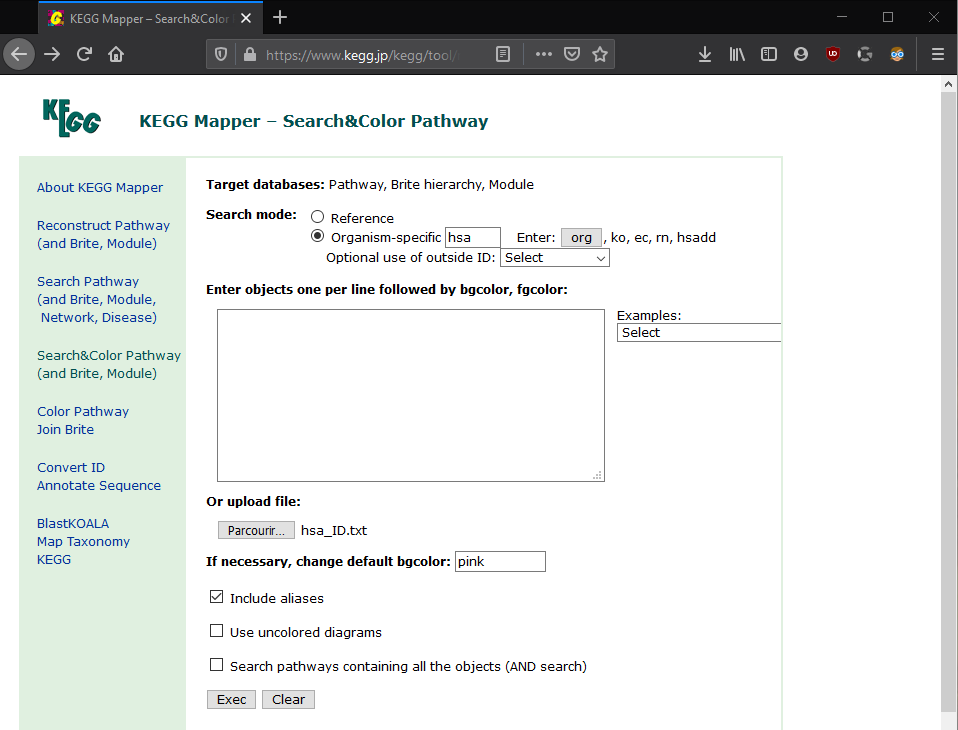 KEGG Mapper – Search&Color
https://www.kegg.jp/kegg/tool/
KEGG
KEGG Mapper – Search&Color Pathway
About KEGG Mapper
Reconstruct Pathway
(and Brite, Module)
Search Pathway
(and Brite, Module,
Network, Disease)
Search&Color Pathway
(and Brite, Module)
Color Pathway
Join Brite
Convert ID
Annotate Sequence
BlastKOALA
Map Taxonomy
KEGG
Target databases: Pathway, Brite hierarchy, Module
Search mode: Reference
Organism-specific hsa Enter: org , ko, ec, rn, hsadd
Optional use of outside ID: Select
Enter objects one per line followed by bgcolor, fgcolor:
Examples:
Select
Or upload file:
Parcourir... hsa_ID.txt
If necessary, change default bgcolor: pink
Include aliases
Use uncolored diagrams
Search pathways containing all the objects (AND search)
Exec Clear